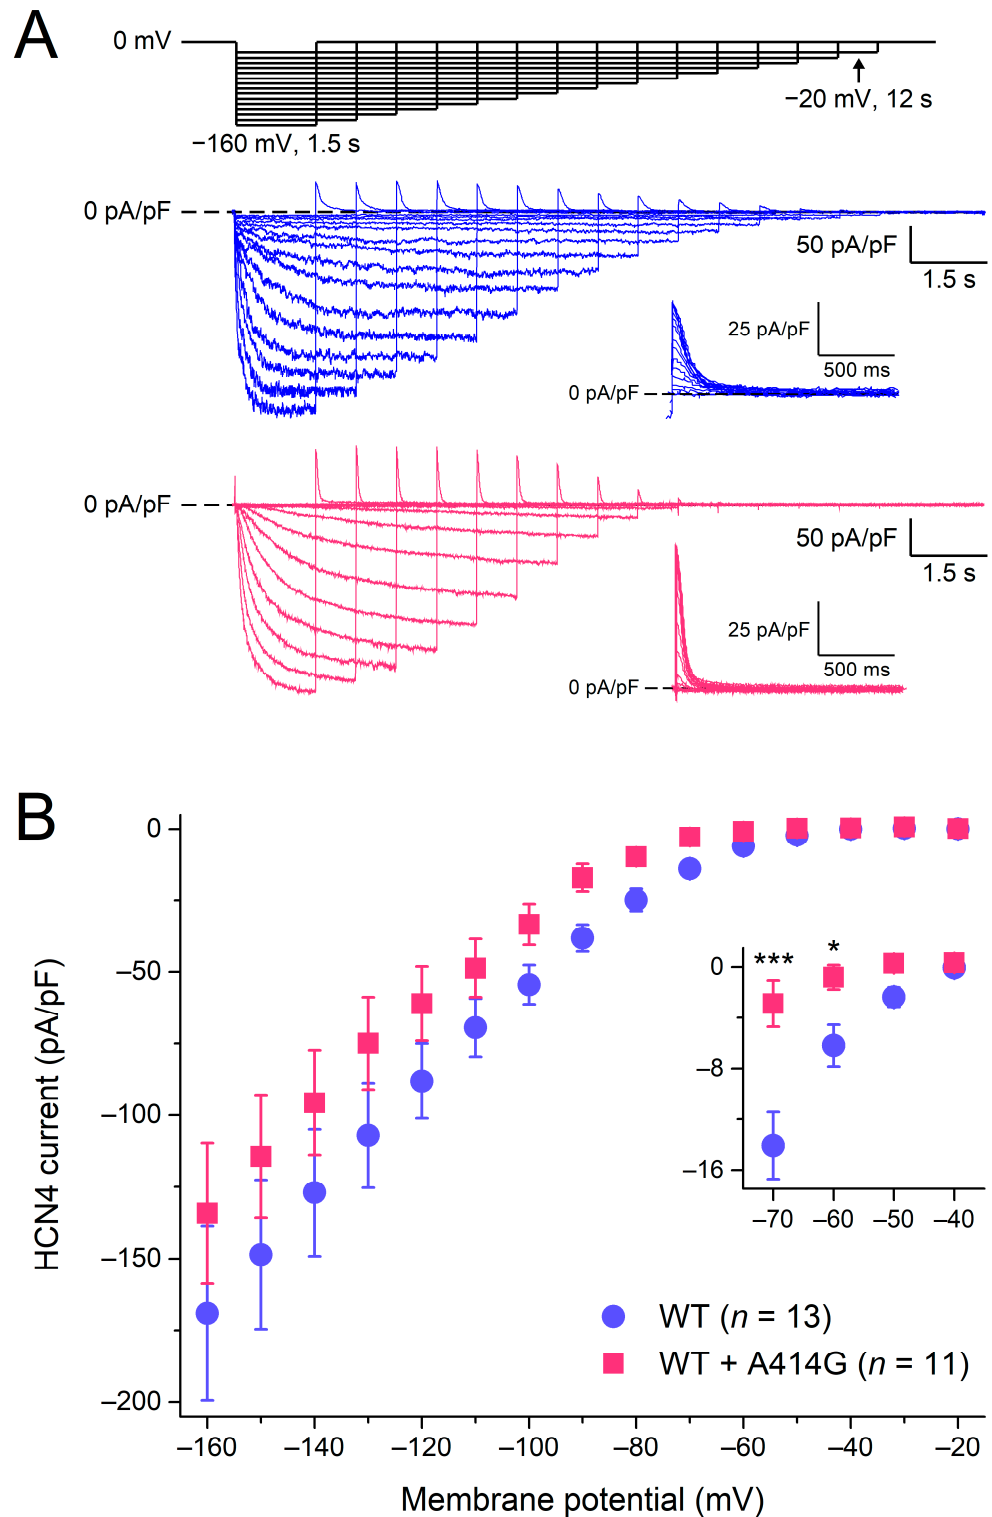 A
0 mV
−20 mV, 12 s
−160 mV, 1.5 s
0 pA/pF
50 pA/pF
1.5 s
25 pA/pF
500 ms
0 pA/pF
0 pA/pF
50 pA/pF
1.5 s
25 pA/pF
500 ms
0 pA/pF
B
0
–50
–100
–150
–200
HCN4 current (pA/pF)
*** *
0
–8
–16
–70 –60 –50 –40
WT (n = 13)
WT + A414G (n = 11)
–160 –140 –120 –100 –80 –60 –40 –20
Membrane potential (mV)